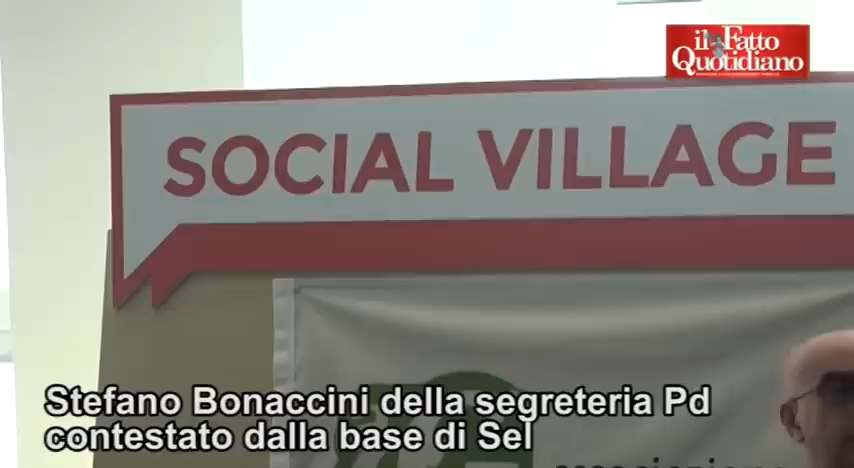 il Fatto
Quotidiano
SOCIAL VILLAGE
Stefano Bonaccini della segreteria Pd
contestato dalla base di Sel